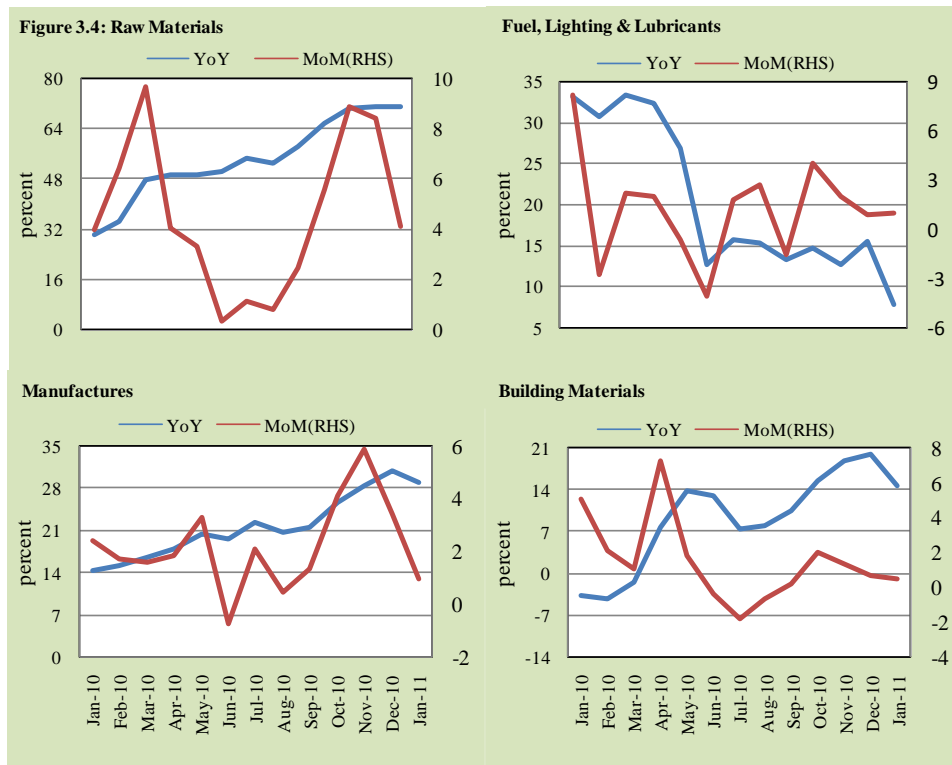 Figure 3.4: Raw Materials
YoY MoM(RHS)
percent
80
64
48
32
16
0
10
8
6
4
2
0
Fuel, Lighting & Lubricants
YoY MoM(RHS)
percent
35
30
25
20
15
10
5
9
6
3
0
-3
-6
Manufactures
YoY MoM(RHS)
percent
35
28
21
14
7
0
6
4
2
0
-2
Jan-10
Feb-10
Mar-10
Apr-10
May-10
Jun-10
Jul-10
Aug-10
Sep-10
Oct-10
Nov-10
Dec-10
Jan-11
Building Materials
YoY MoM(RHS)
percent
21
14
7
0
-7
-14
8
6
4
2
0
-2
-4
Jan-10
Feb-10
Mar-10
Apr-10
May-10
Jun-10
Jul-10
Aug-10
Sep-10
Oct-10
Nov-10
Dec-10
Jan-11